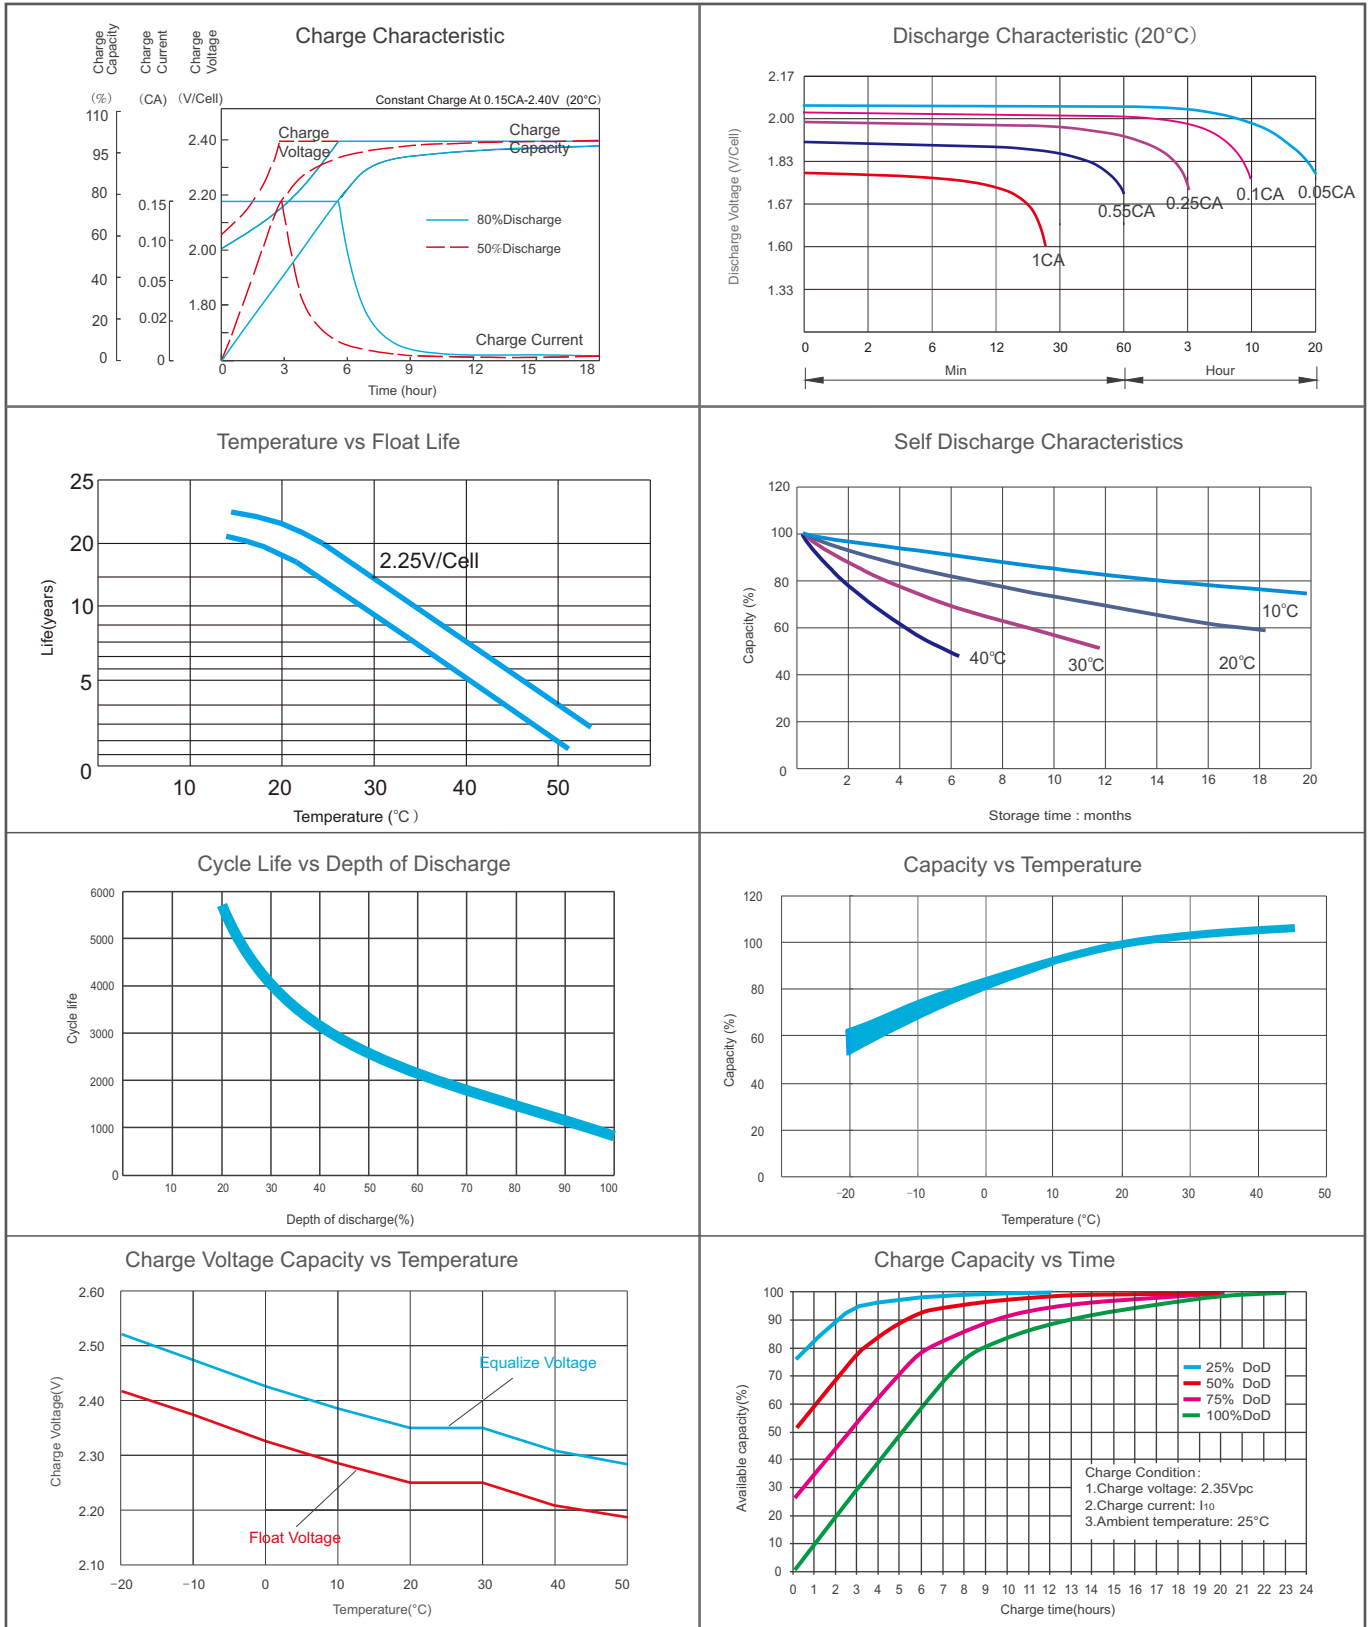 Charge Characteristic
Charge
Capacity
Charge
Current
Charge
Voltage
(%)
(CA)
(V/Cell)
Constant Charge At 0.15CA-2.40V (20°C)
110
95
80
60
40
20
0
0.15
0.10
0.05
0.02
0
2.40
2.20
2.00
1.80
Charge
Voltage
Charge
Capacity
80%Discharge
50%Discharge
Charge Current
0 3 6 9 12 15 18
Time (hour)
Discharge Characteristic (20°C)
Discharge Voltage (V/Cell)
2.17
2.00
1.83
1.67
1.60
1.33
0.55CA
0.25CA
0.1CA
0.05CA
1CA
0 2 6 12 30 60 3 10 20
Min
Hour
Temperature vs Float Life
Life(years)
25
20
10
5
0
2.25V/Cell
10 20 30 40 50
Temperature (°C )
Self Discharge Characteristics
Capacity (%)
120
100
80
60
40
20
0
10°C
20°C
30°C
40°C
2 4 6 8 10 12 14 16 18 20
Storage time : months
Cycle Life vs Depth of Discharge
Cycle life
6000
5000
4000
3000
2000
1000
0
10 20 30 40 50 60 70 80 90 100
Depth of discharge(%)
Capacity vs Temperature
Capacity (%)
120
100
80
60
40
20
0
−20 −10 0 10 20 30 40 50
Temperature (°C)
Charge Voltage Capacity vs Temperature
Charge Voltage(V)
2.60
2.50
2.40
2.30
2.20
2.10
Equalize Voltage
Float Voltage
−20 −10 0 10 20 30 40 50
Temperature(°C)
Charge Capacity vs Time
Available capacity(%)
100
90
80
70
60
50
40
30
20
10
0
25% DoD
50% DoD
75% DoD
100%DoD
Charge Condition:
1.Charge voltage: 2.35Vpc
2.Charge current: I10
3.Ambient temperature: 25°C
0 1 2 3 4 5 6 7 8 9 10 11 12 13 14 15 16 17 18 19 20 21 22 23 24
Charge time(hours)